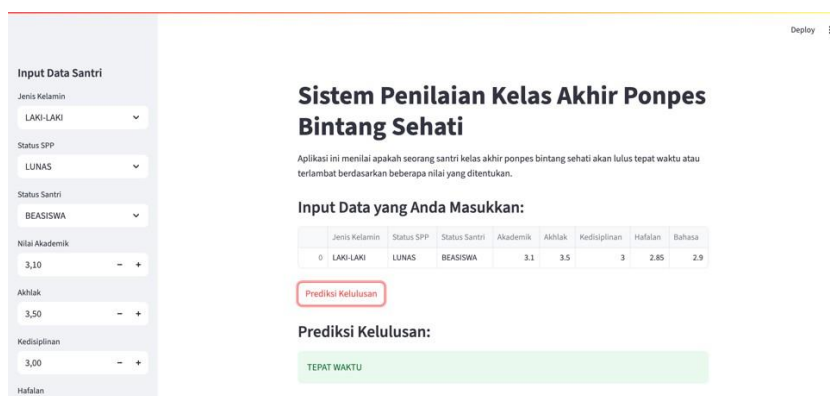 Deploy
Input Data Santri
Jenis Kelamin
LAKI-LAKI
Status SPP
LUNAS
Status Santri
BEASISWA
Nilai Akademik
3,10 - +
Akhlak
3,50 - +
Kedisiplinan
3,00 - +
Hafalan
Sistem Penilaian Kelas Akhir Ponpes
Bintang Sehati
Aplikasi ini menilai apakah seorang santri kelas akhir ponpes bintang sehati akan lulus tepat waktu atau
terlambat berdasarkan beberapa nilai yang ditentukan.
Input Data yang Anda Masukkan:
Jenis Kelamin Status SPP Status Santri Akademik Akhlak Kedisiplinan Hafalan Bahasa
0 LAKI-LAKI LUNAS BEASISWA 3.1 3.5 3 2.85 2.9
Prediksi Kelulusan
Prediksi Kelulusan:
TEPAT WAKTU